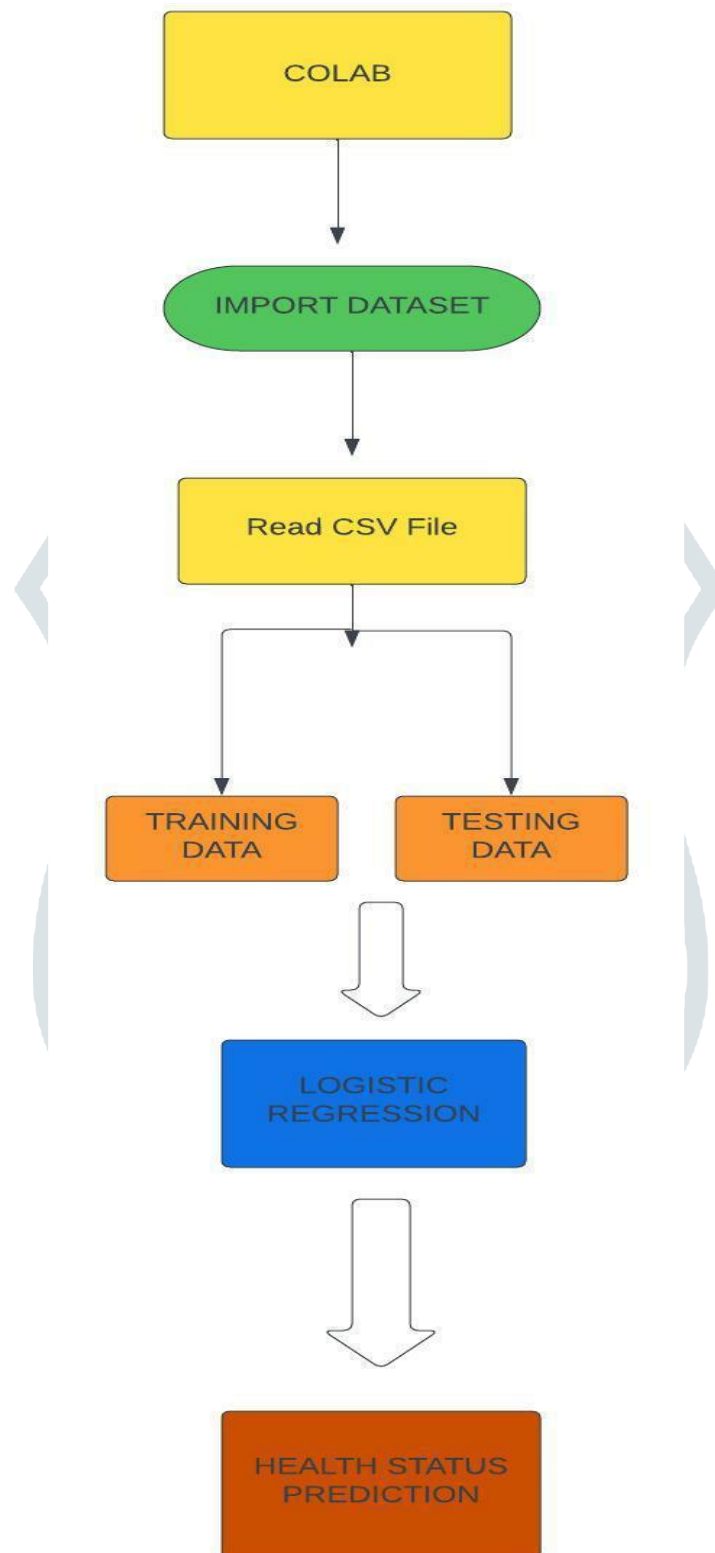 COLAB
IMPORT DATASET
Read CSV File
TRAINING
DATA
TESTING
DATA
LOGISTIC
REGRESSION
HEALTH STATUS
PREDICTION